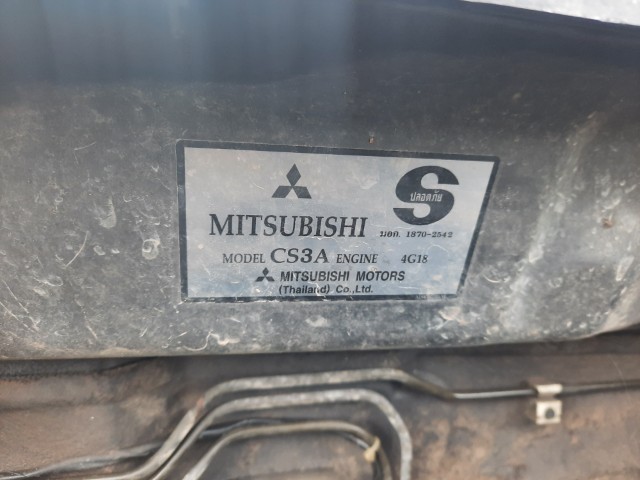 ปลอดภัย
MITSUBISHI
มอก. 1870-2542
MODEL CS3A ENGINE 4G18
MITSUBISHI MOTORS
(Thailand) Co., Ltd.